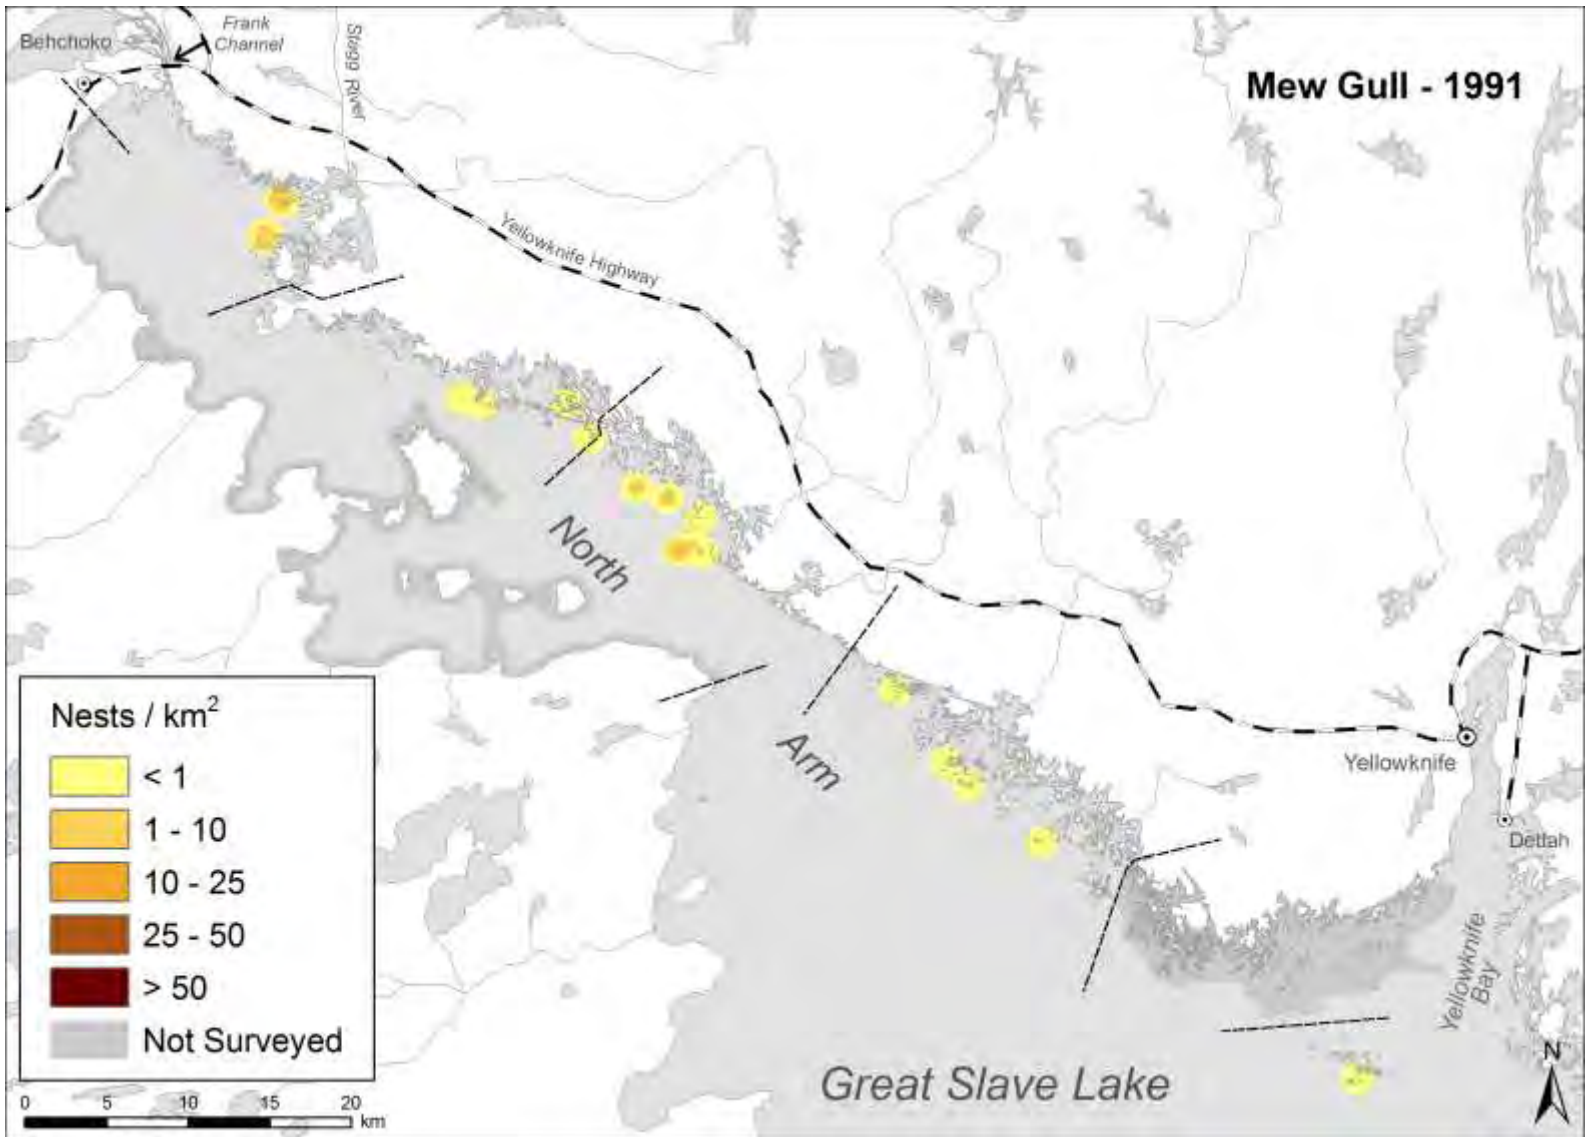 Behchoko
Frank
Channel
Stagg River
Mew Gull - 1991
Yellowknife Highway
North
Arm
Yellowknife
Dettah
Yellowknife
Bay
Great Slave Lake
N
Nests / km²
< 1
1 - 10
10 - 25
25 - 50
> 50
Not Surveyed
0 5 10 15 20
km